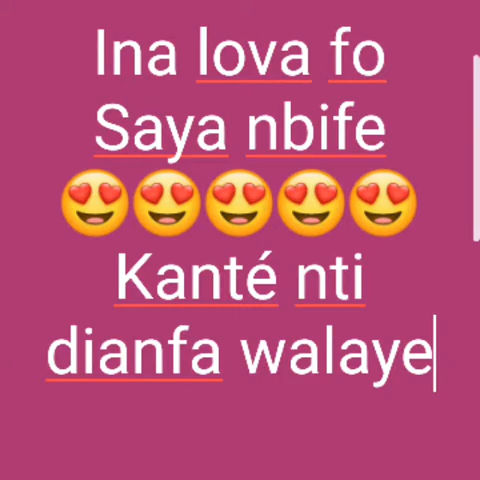 Ina lova fo
Saya nbife
😍😍😍😍😍
Kanté nti
dianfa walaye